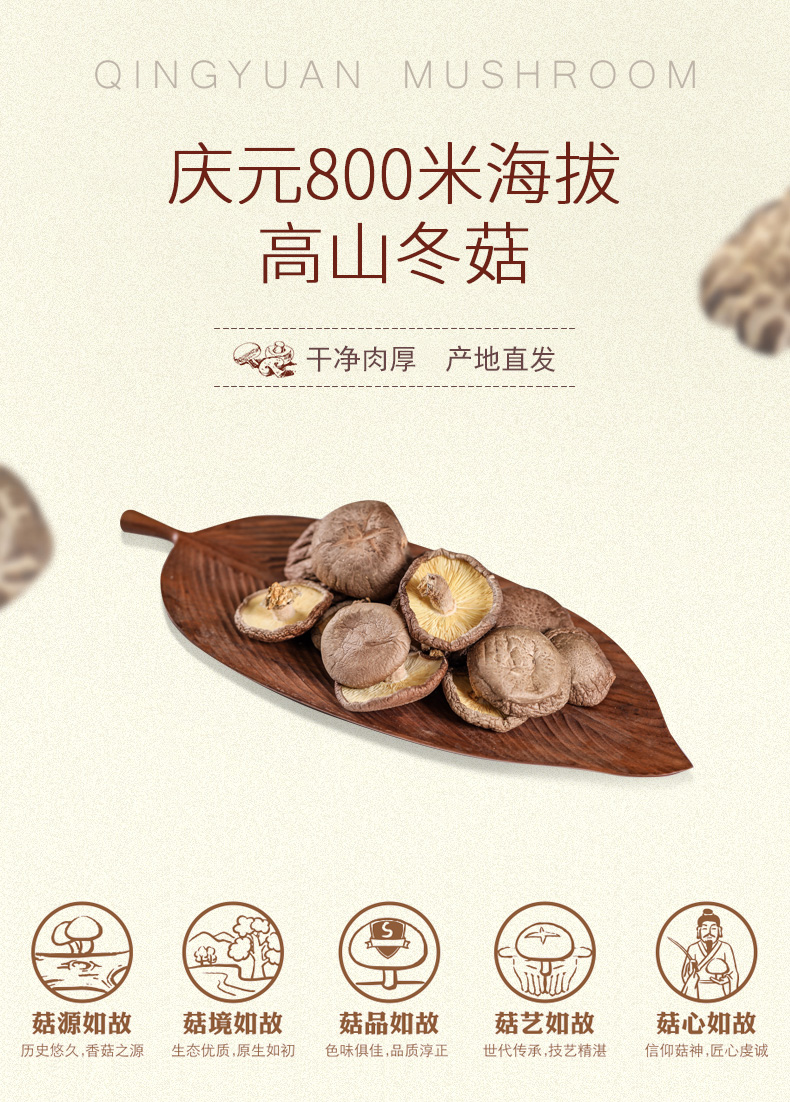 QINGYUAN MUSHROOM
庆元800米海拔
高山冬菇
干净肉厚 产地直发
S
菇源如故 菇境如故 菇品如故 菇艺如故 菇心如故
历史悠久,香菇之源 生态优质,原生如初 色味俱佳,品质淳正 世代传承,技艺精湛 信仰菇神,匠心虔诚